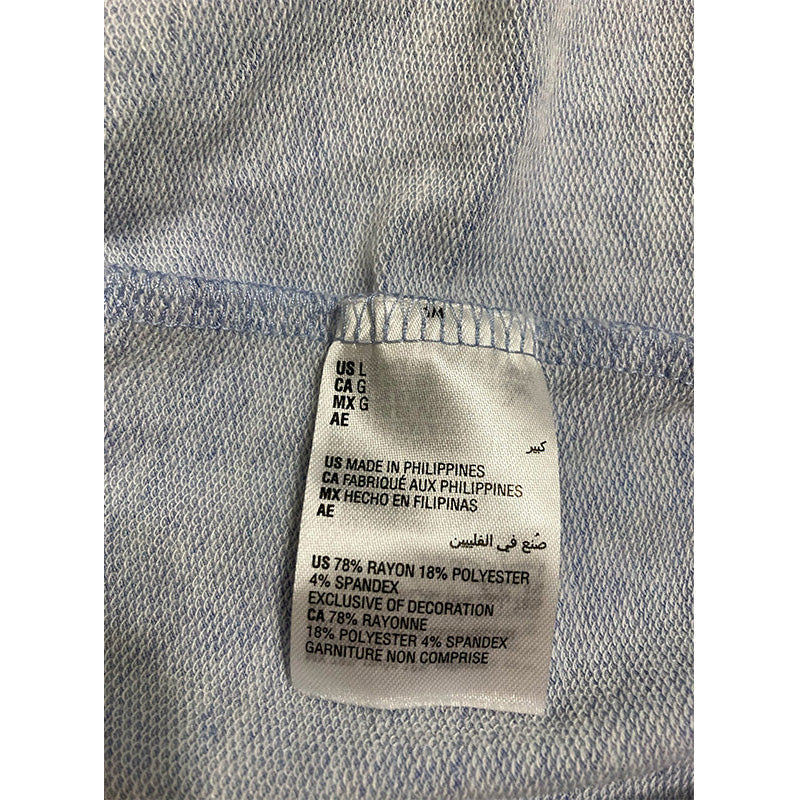 US L
CA G
MX G
AE
كبير
US MADE IN PHILIPPINES
CA FABRIQUÉ AUX PHILIPPINES
MX HECHO EN FILIPINAS
AE
صُنع في الفلبين
US 78% RAYON 18% POLYESTER
4% SPANDEX
EXCLUSIVE OF DECORATION
CA 78% RAYONNE
18% POLYESTER 4% SPANDEX
GARNITURE NON COMPRISE